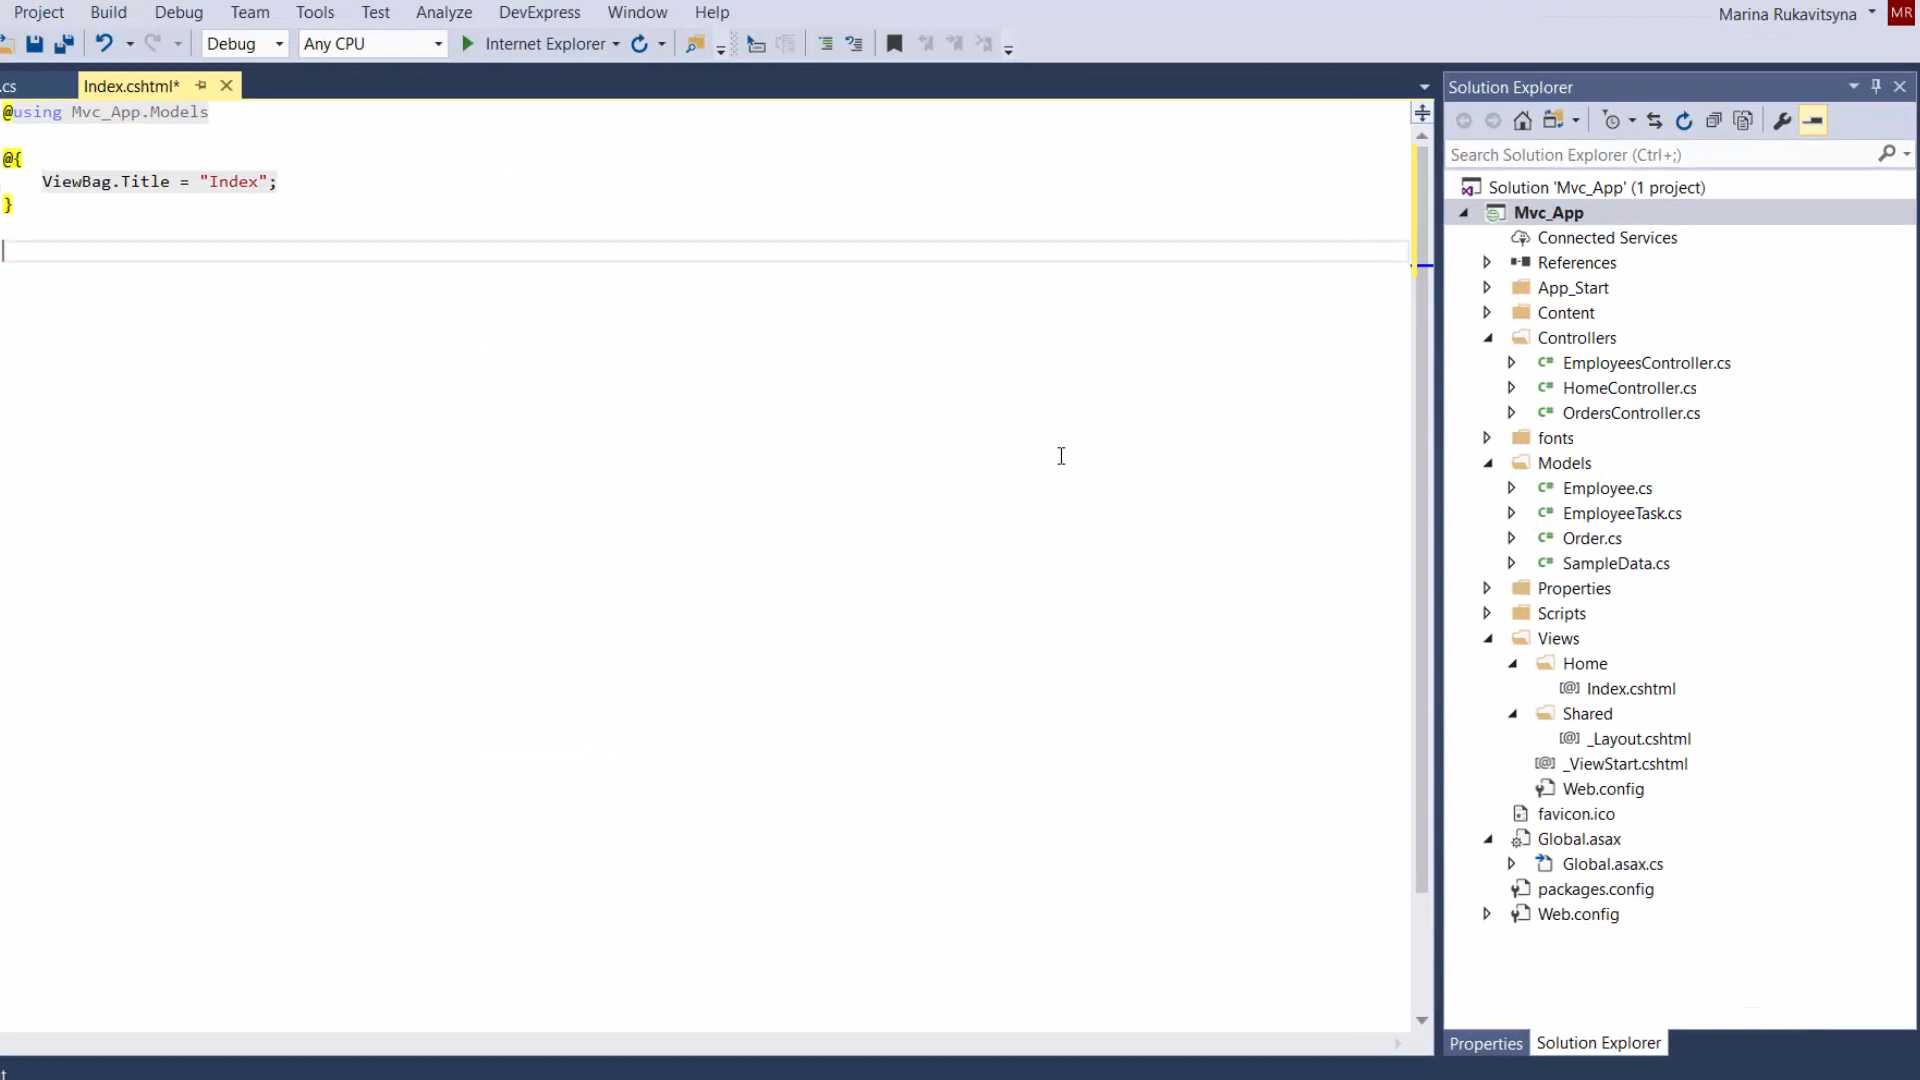 Project Build Debug Team Tools Test Analyze DevExpress Window Help
Marina Rukavitsyna MR
Debug Any CPU Internet Explorer
.cs Index.cshtml*
@using Mvc_App.Models
@{
ViewBag.Title = "Index";
}
Solution Explorer
Search Solution Explorer (Ctrl+;)
Solution 'Mvc_App' (1 project)
Mvc_App
Connected Services
References
App_Start
Content
Controllers
C# EmployeesController.cs
C# HomeController.cs
C# OrdersController.cs
fonts
Models
C# Employee.cs
C# EmployeeTask.cs
C# Order.cs
C# SampleData.cs
Properties
Scripts
Views
Home
[@] Index.cshtml
Shared
[@] _Layout.cshtml
[@] _ViewStart.cshtml
Web.config
favicon.ico
Global.asax
Global.asax.cs
packages.config
Web.config
Properties Solution Explorer